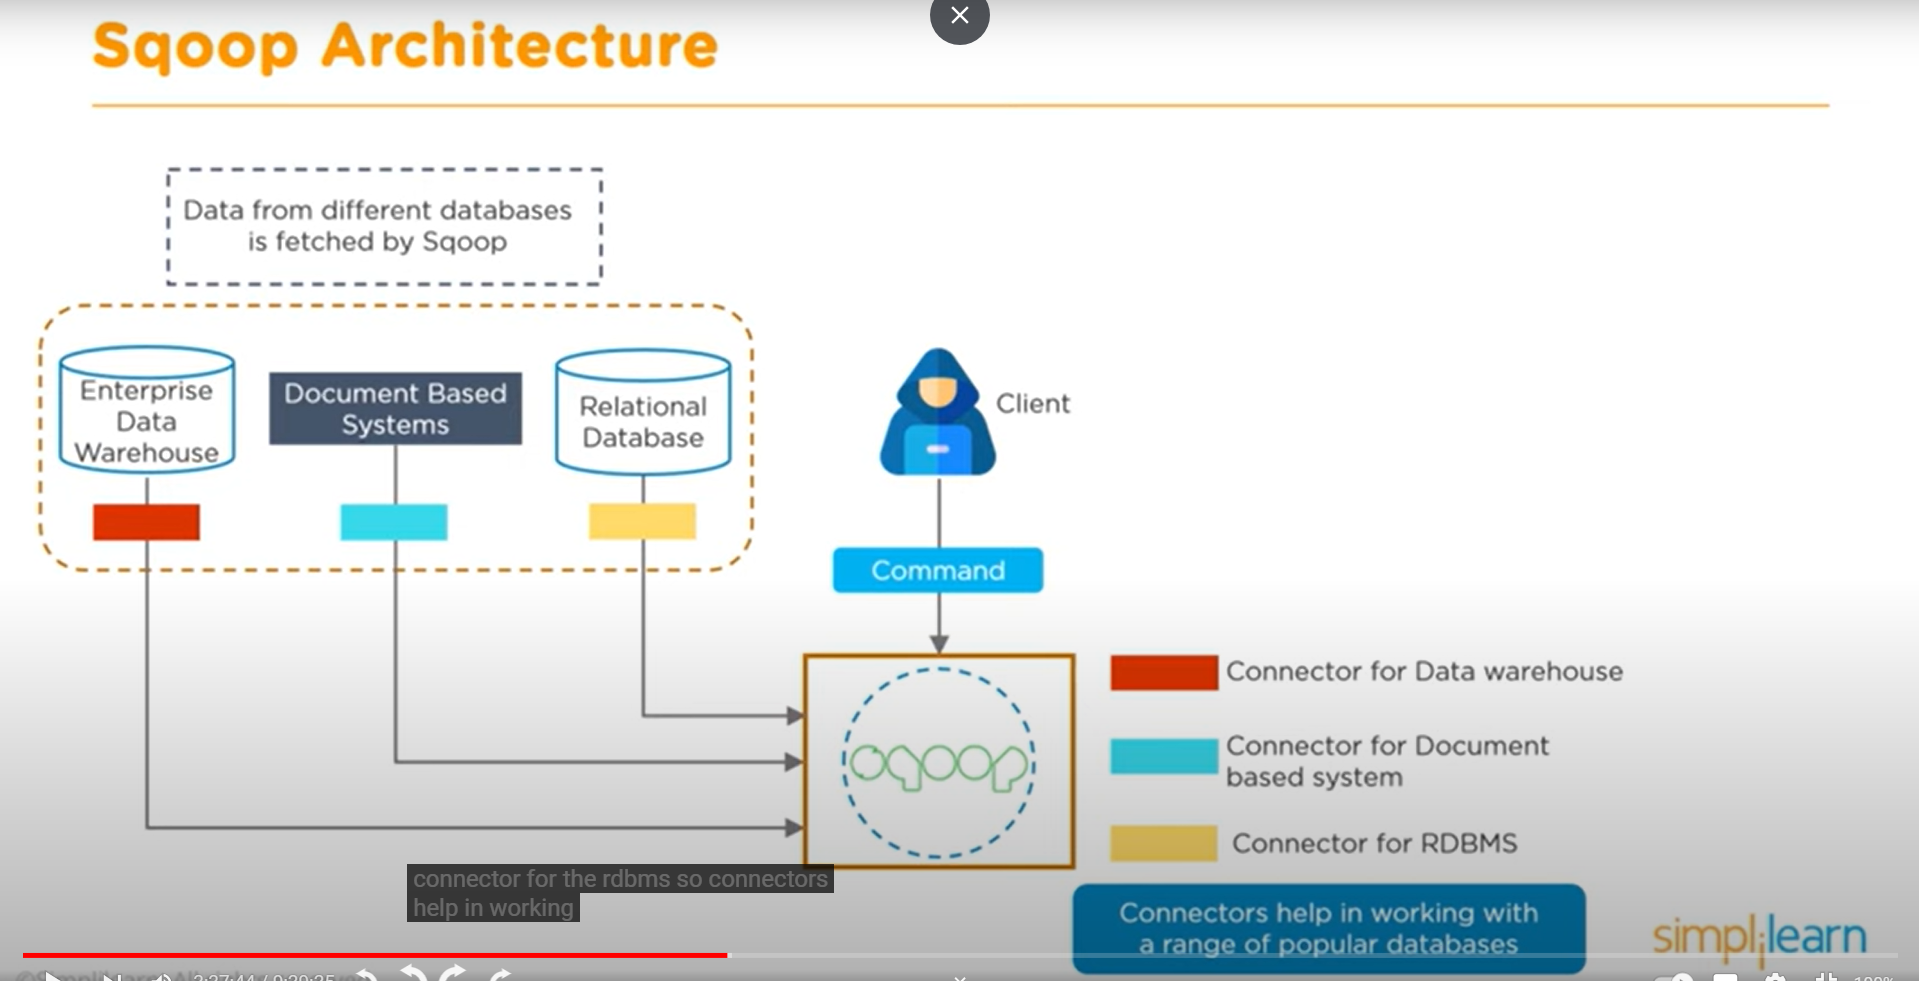 Sqoop Architecture
Data from different databases
is fetched by Sqoop
Enterprise
Data
Warehouse
Document Based
Systems
Relational
Database
Client
Command
sqoop
Connector for Data warehouse
Connector for Document
based system
Connector for RDBMS
connector for the rdbms so connectors
help in working
Connectors help in working with
a range of popular databases
simplilearn